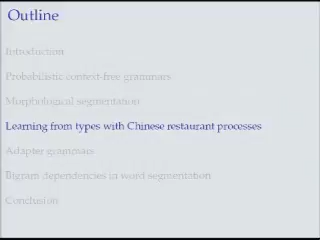 Outline
Introduction
Probabilistic context-free grammars
Morphological segmentation
Learning from types with Chinese restaurant processes
Adaptor grammars
Bigram dependencies in word segmentation
Conclusion